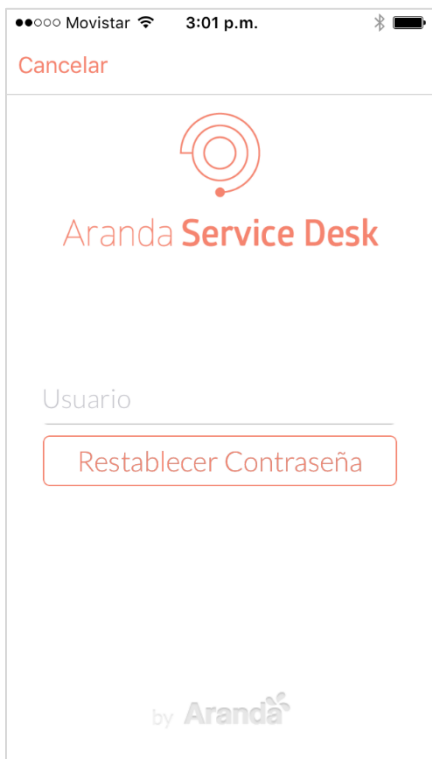 Movistar 3:01 p.m.
Cancelar
Aranda Service Desk
Usuario
Restablecer Contraseña
by Aranda